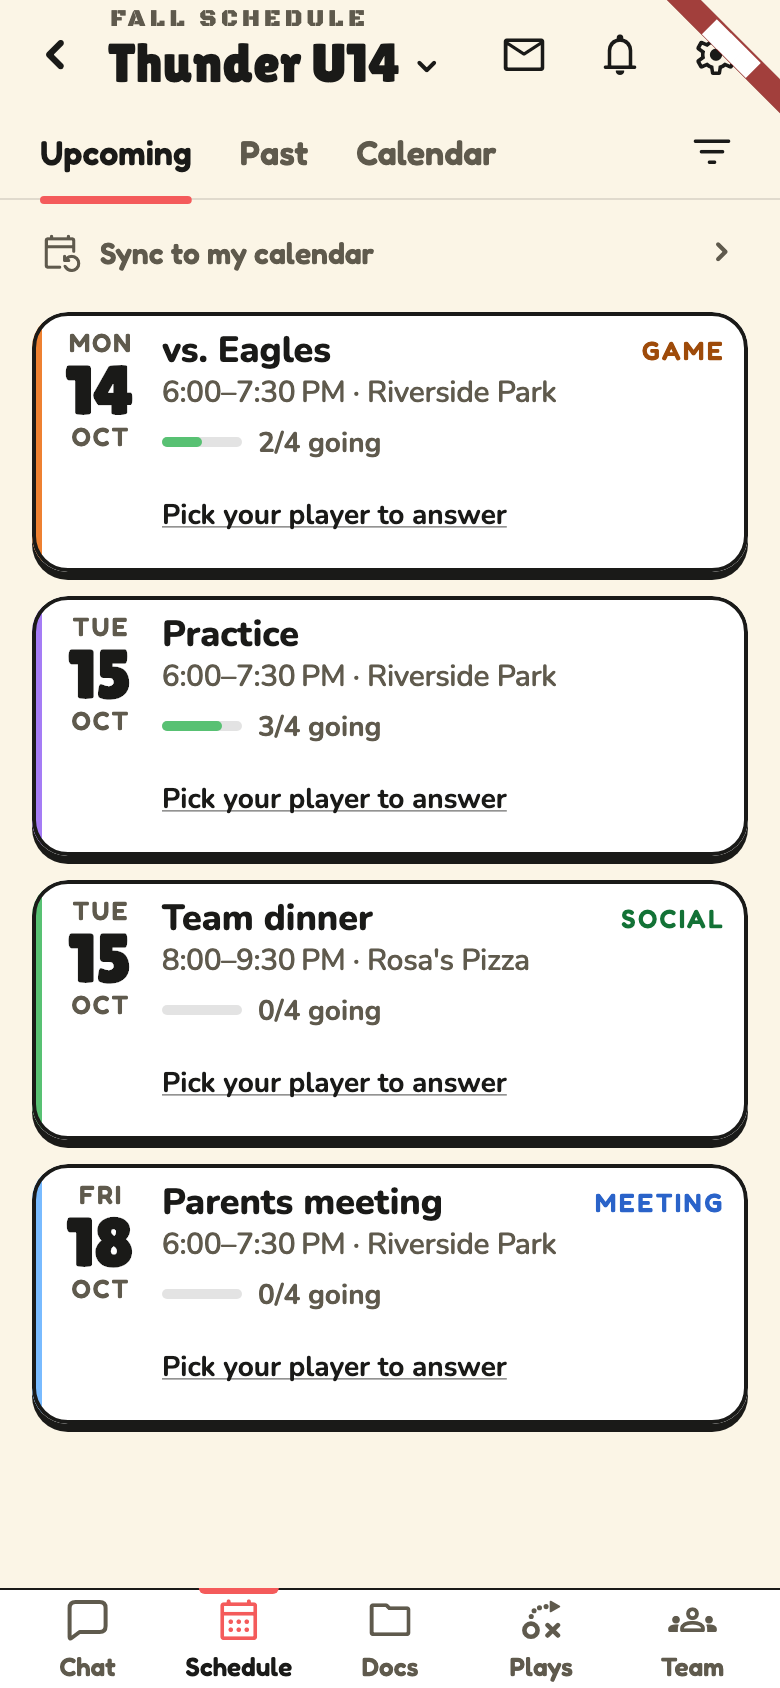 FALL SCHEDULE
Thunder U14
Upcoming Past Calendar
Sync to my calendar
MON
14
OCT
vs. Eagles
GAME
6:00–7:30 PM · Riverside Park
2/4 going
Pick your player to answer
TUE
15
OCT
Practice
6:00–7:30 PM · Riverside Park
3/4 going
Pick your player to answer
TUE
15
OCT
Team dinner
SOCIAL
8:00–9:30 PM · Rosa's Pizza
0/4 going
Pick your player to answer
FRI
18
OCT
Parents meeting
MEETING
6:00–7:30 PM · Riverside Park
0/4 going
Pick your player to answer
Chat Schedule Docs Plays Team